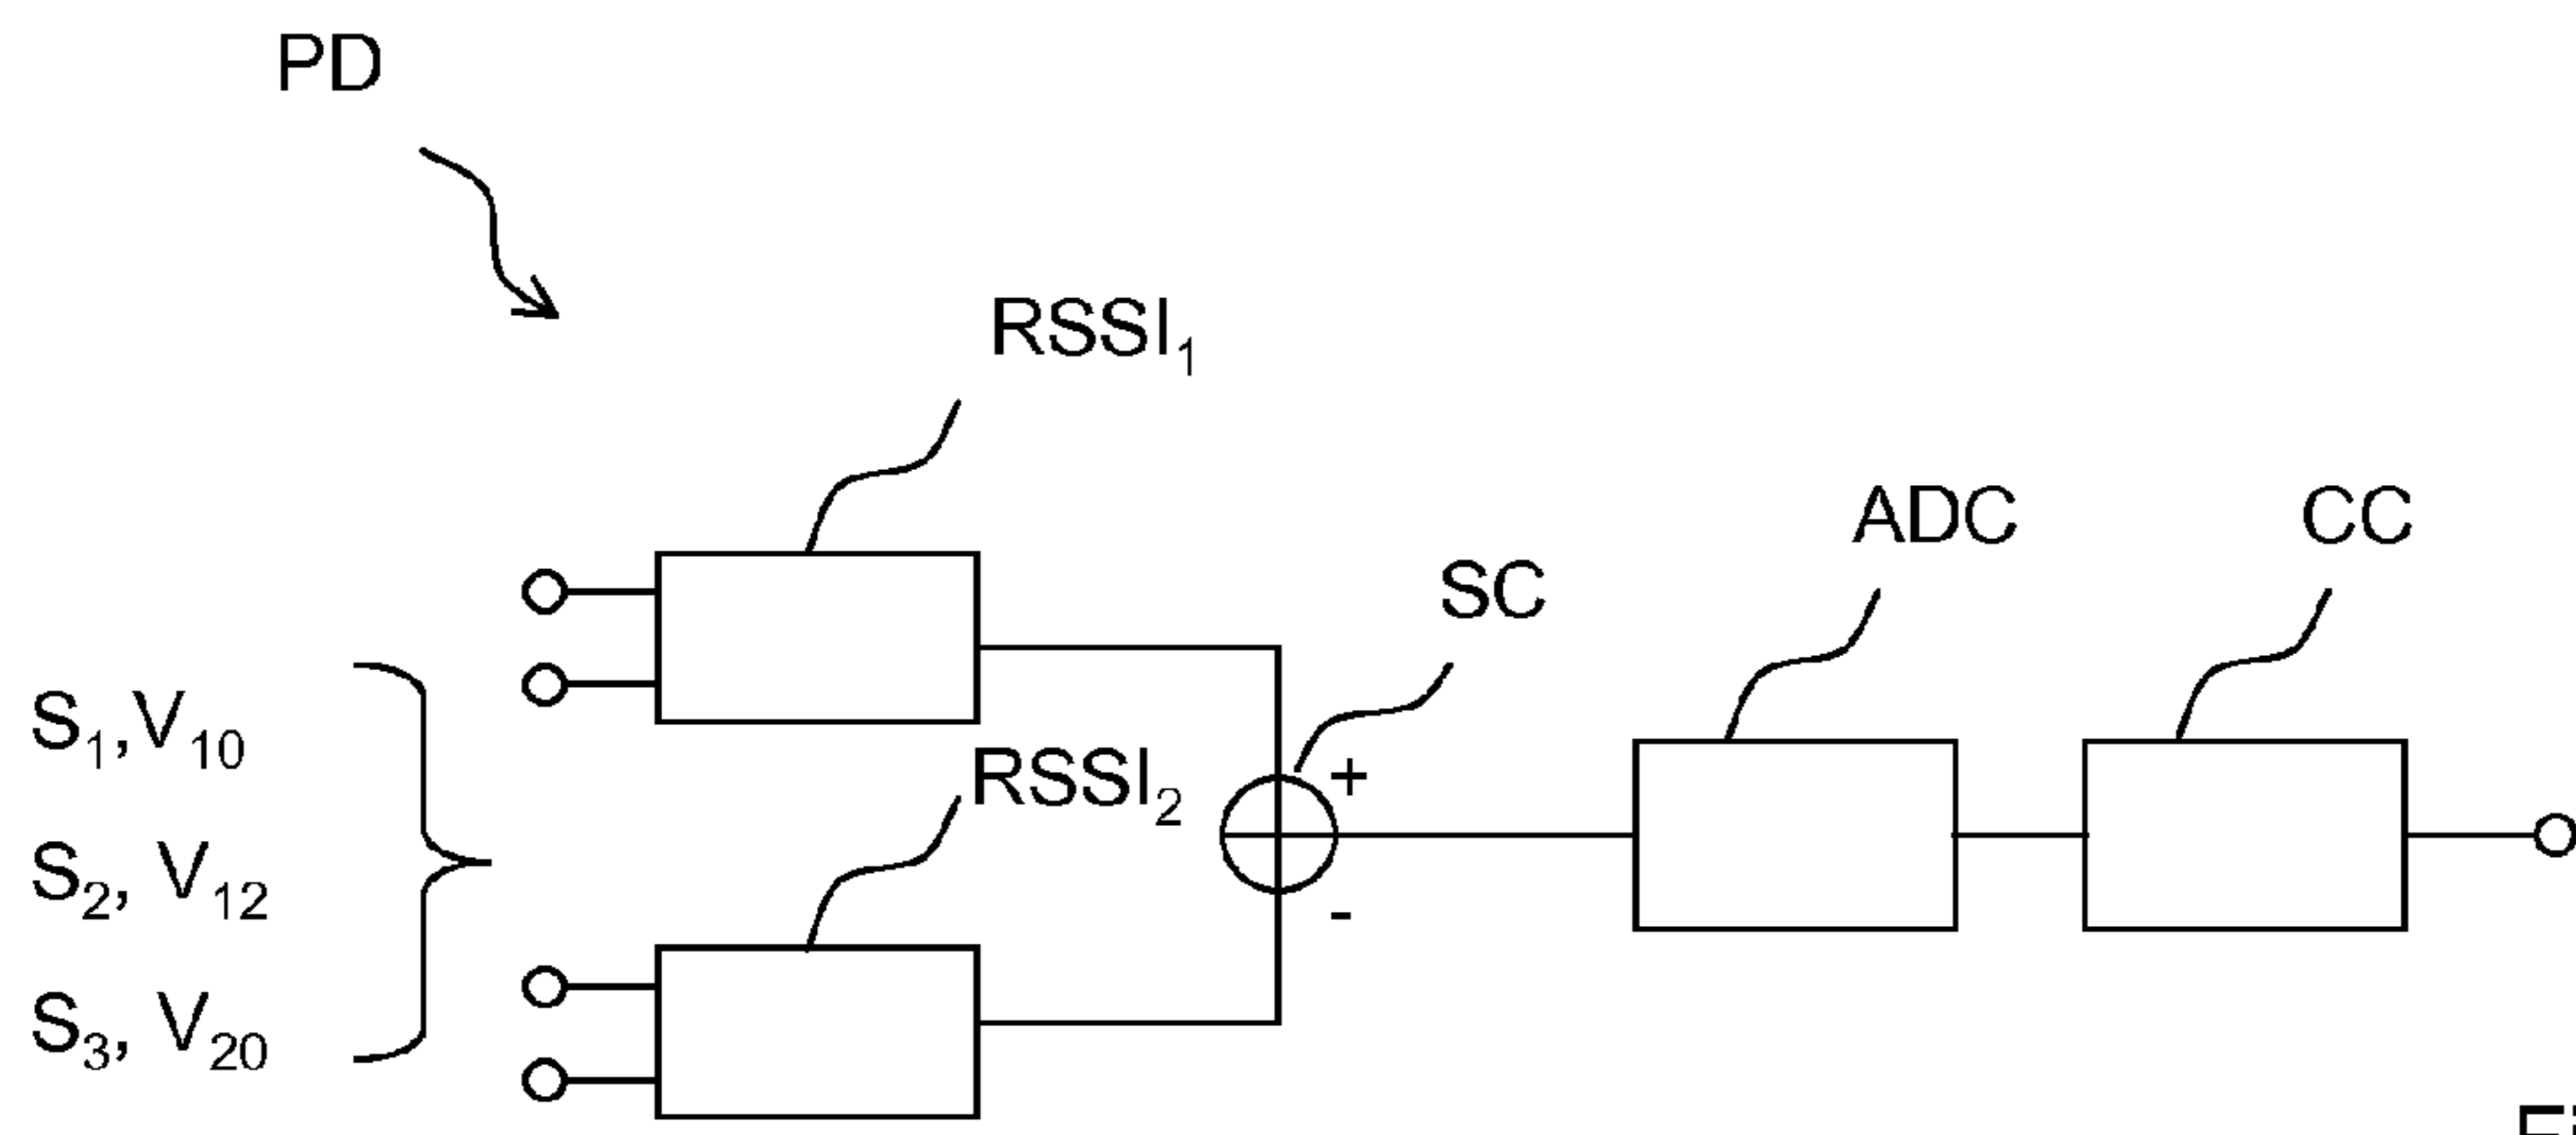 PD
RSSI₁
ADC
CC
SC
S₁,V₁₀
RSSI₂
+
S₂, V₁₂
-
S₃, V₂₀